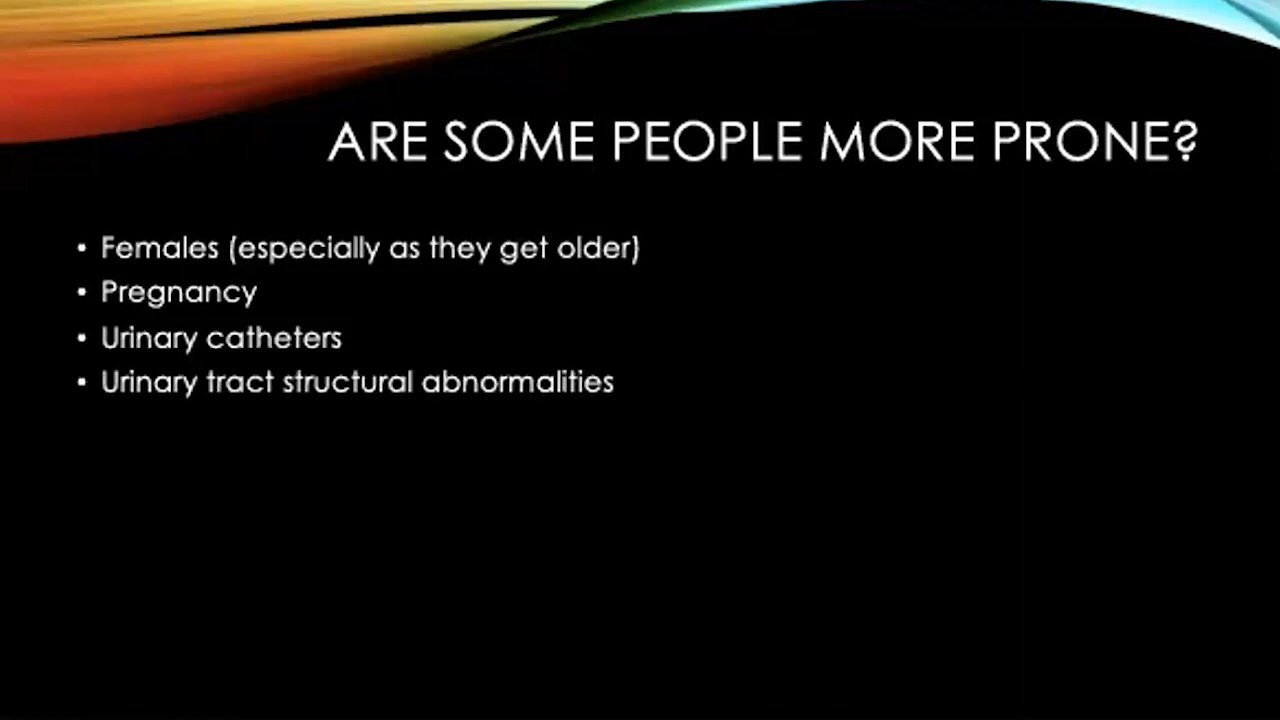 ARE SOME PEOPLE MORE PRONE?
• Females (especially as they get older)
• Pregnancy
• Urinary catheters
• Urinary tract structural abnormalities